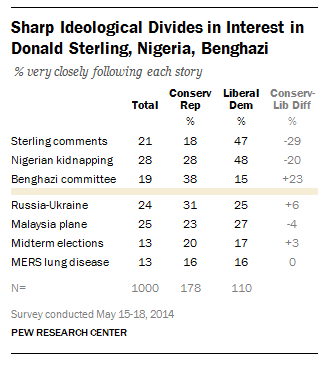 Sharp Ideological Divides in Interest in
Donald Sterling, Nigeria, Benghazi
% very closely following each story
Total Conserv Rep Liberal Dem Conserv-Lib Diff
% % %
Sterling comments 21 18 47 -29
Nigerian kidnapping 28 28 48 -20
Benghazi committee 19 38 15 +23
Russia-Ukraine 24 31 25 +6
Malaysia plane 25 23 27 -4
Midterm elections 13 20 17 +3
MERS lung disease 13 16 16 0
N= 1000 178 110
Survey conducted May 15-18, 2014
PEW RESEARCH CENTER